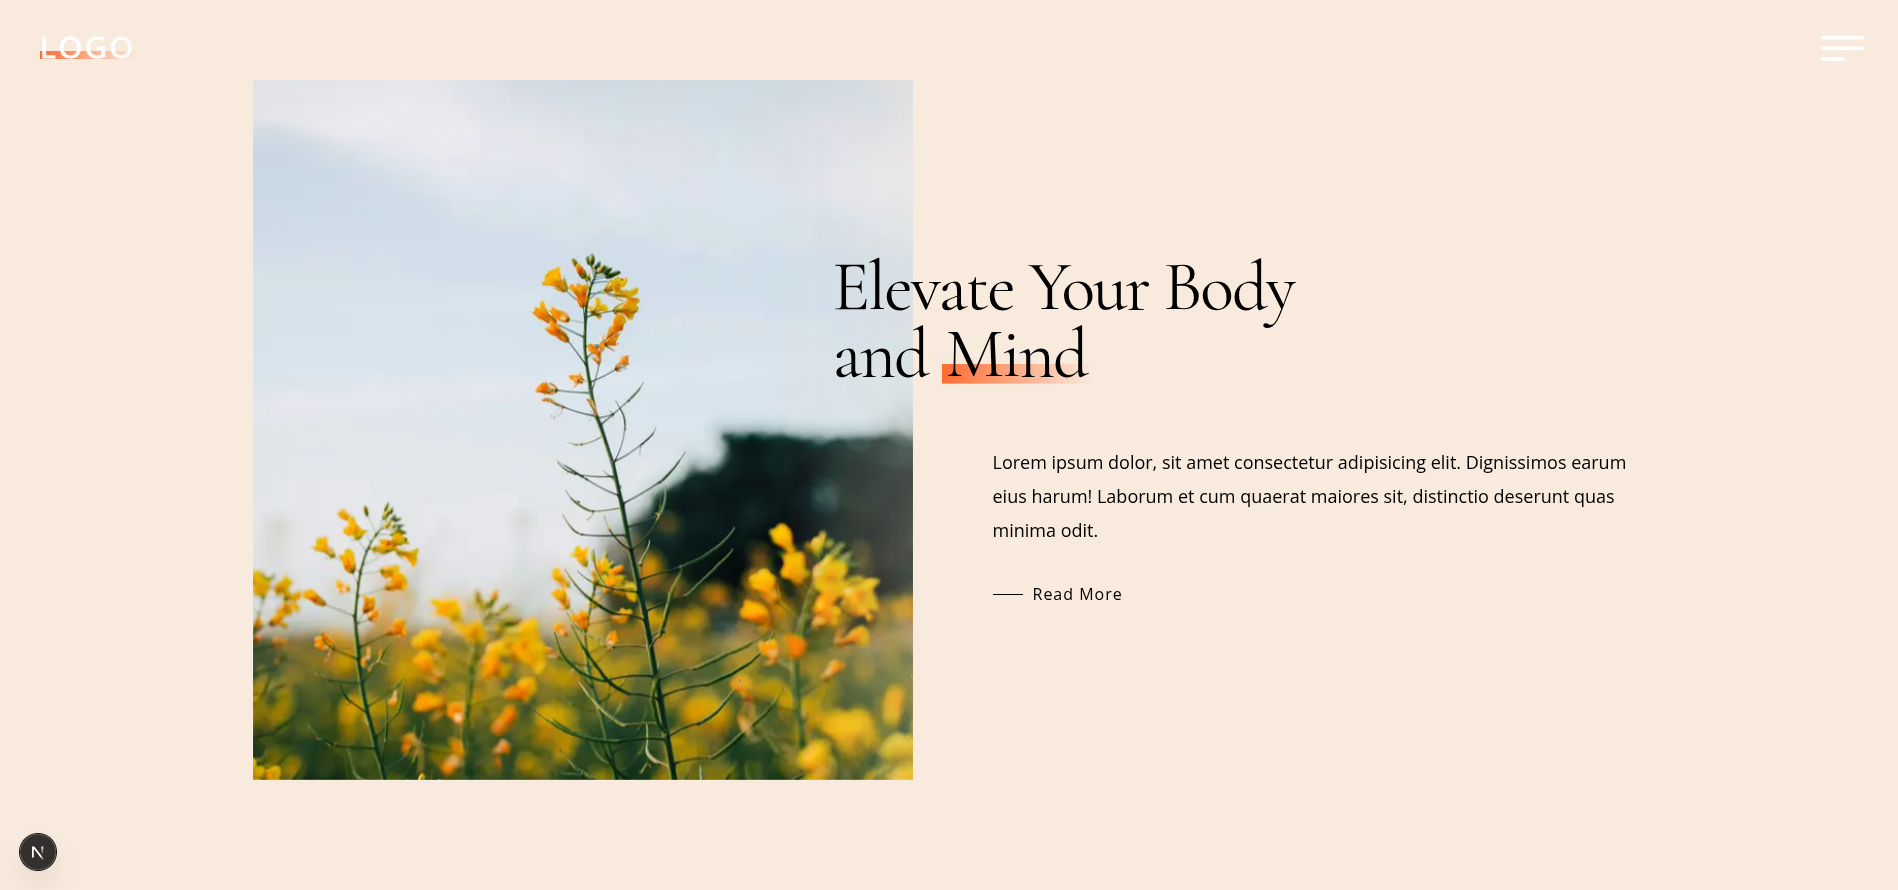 LOGO
Elevate Your Body
and Mind
Lorem ipsum dolor, sit amet consectetur adipisicing elit. Dignissimos earum
eius harum! Laborum et cum quaerat maiores sit, distinctio deserunt quas
minima odit.
Read More
N